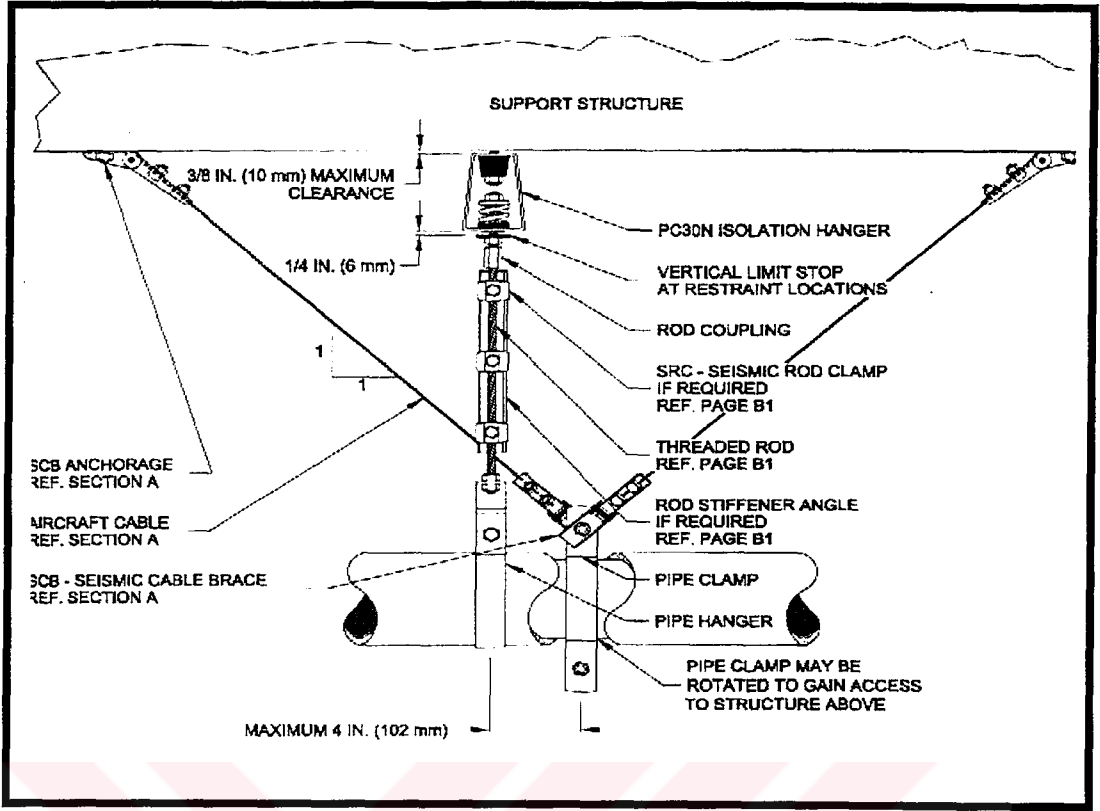 SUPPORT STRUCTURE
3/8 IN. (10 mm) MAXIMUM
CLEARANCE
1/4 IN. (6 mm)
PC30N ISOLATION HANGER
VERTICAL LIMIT STOP
AT RESTRAINT LOCATIONS
ROD COUPLING
SRC - SEISMIC ROD CLAMP
IF REQUIRED
REF. PAGE B1
THREADED ROD
REF. PAGE B1
ROD STIFFENER ANGLE
IF REQUIRED
REF. PAGE B1
1
1
SCB ANCHORAGE
REF. SECTION A
AIRCRAFT CABLE
REF. SECTION A
SCB - SEISMIC CABLE BRACE
REF. SECTION A
PIPE CLAMP
PIPE HANGER
PIPE CLAMP MAY BE
ROTATED TO GAIN ACCESS
TO STRUCTURE ABOVE
MAXIMUM 4 IN. (102 mm)